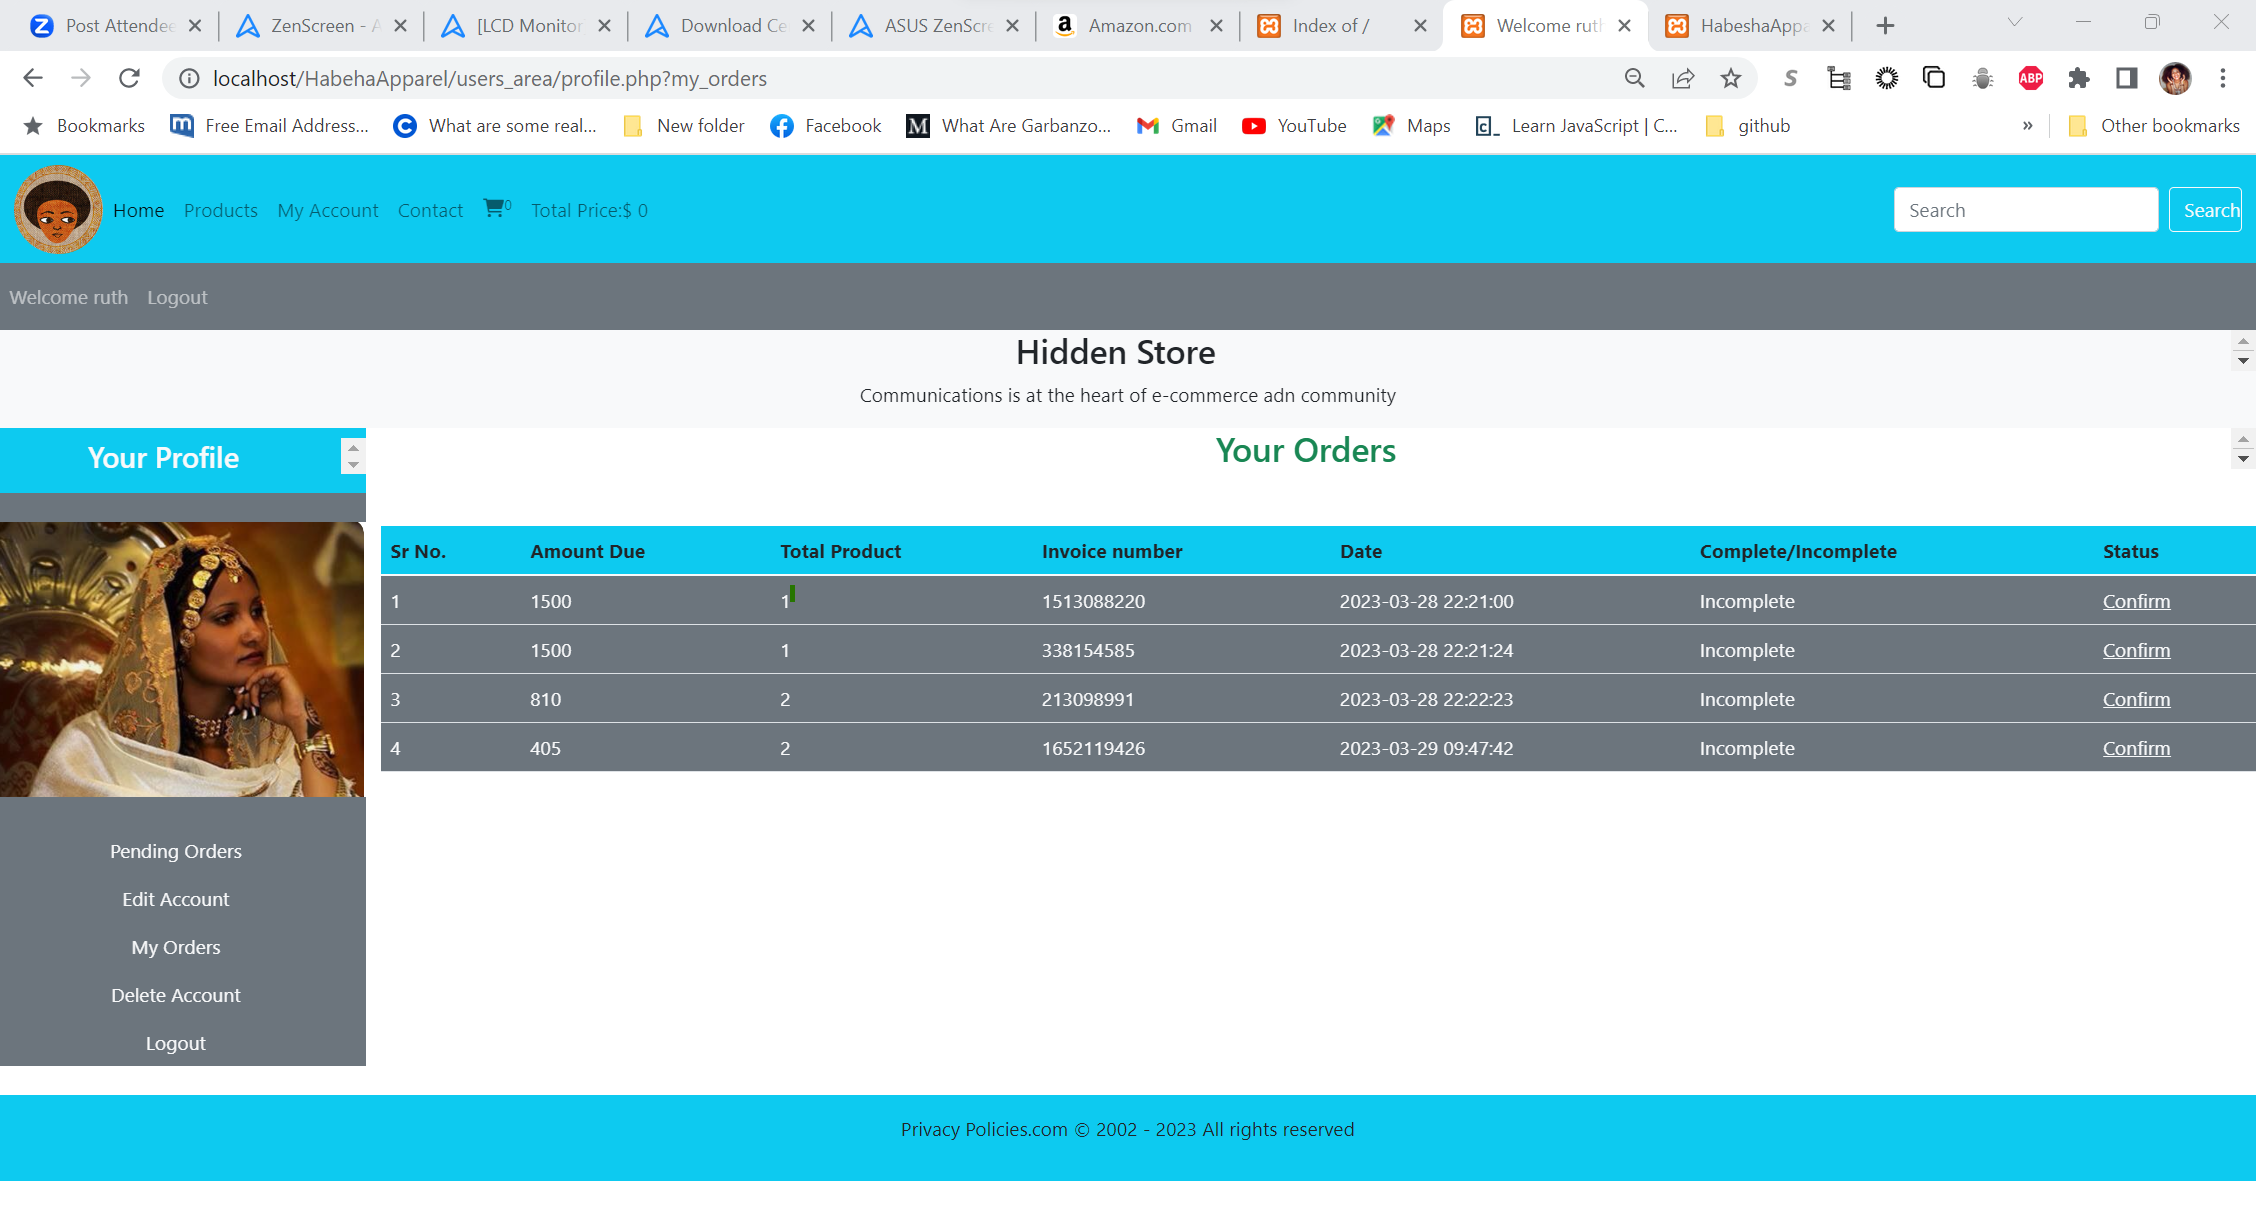 Post Attendee
ZenScreen - A
[LCD Monitor
Download Ce
ASUS ZenScre
Amazon.com
Index of /
Welcome ruth
HabeshaAppa
localhost/HabehaApparel/users_area/profile.php?my_orders
S
ABP
Bookmarks
Free Email Address...
What are some real...
New folder
Facebook
What Are Garbanzo...
Gmail
YouTube
Maps
Learn JavaScript | C...
github
»
Other bookmarks
Home Products My Account Contact 0 Total Price:$ 0
Search
Search
Welcome ruth Logout
Hidden Store
Communications is at the heart of e-commerce adn community
Your Profile
Your Orders
Sr No. Amount Due Total Product Invoice number Date Complete/Incomplete Status
1 1500 1 1513088220 2023-03-28 22:21:00 Incomplete Confirm
2 1500 1 338154585 2023-03-28 22:21:24 Incomplete Confirm
3 810 2 213098991 2023-03-28 22:22:23 Incomplete Confirm
4 405 2 1652119426 2023-03-29 09:47:42 Incomplete Confirm
Pending Orders
Edit Account
My Orders
Delete Account
Logout
Privacy Policies.com © 2002 - 2023 All rights reserved